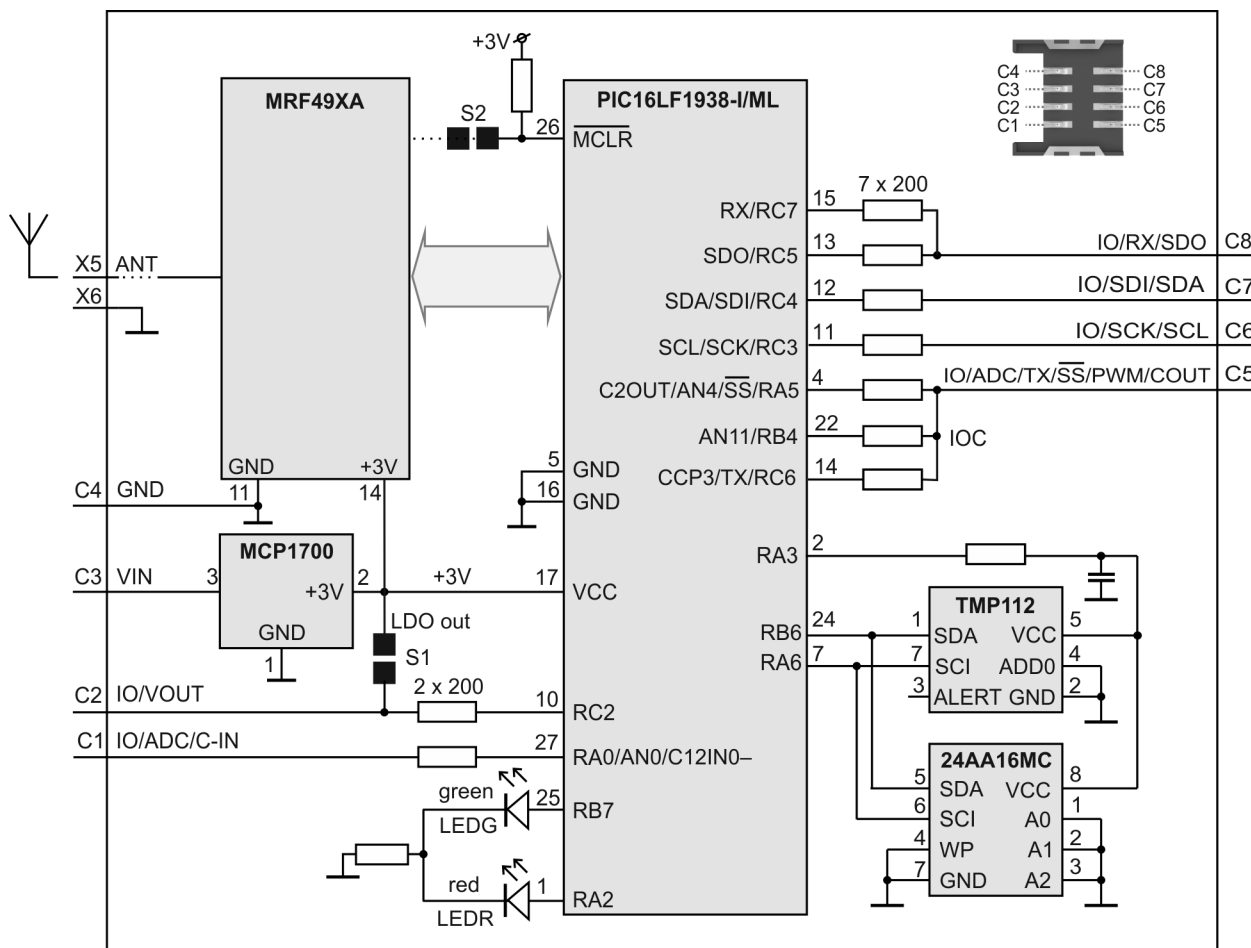 +3V
C4
C8
C3
C7
C2
C6
C1
C5
MRF49XA
S2
PIC16LF1938-I/ML
26
MCLR
7 x 200
RX/RC7
15
SDO/RC5
13
IO/RX/SDO
C8
X5
ANT
X6
SDA/SDI/RC4
12
IO/SDI/SDA
C7
SCL/SCK/RC3
11
IO/SCK/SCL
C6
C2OUT/AN4/SS/RA5
4
IO/ADC/TX/SS/PWM/COUT
C5
AN11/RB4
22
IOC
CCP3/TX/RC6
14
GND
+3V
11
14
C4
GND
5
GND
16
GND
MCP1700
C3
VIN
3
+3V
2
+3V
17
VCC
GND
1
LDO out
S1
RA3
2
TMP112
RB6
24
1
SDA
VCC
5
RA6
7
7
SCI
ADD0
4
3
ALERT
GND
2
C2
IO/VOUT
2 x 200
10
RC2
C1
IO/ADC/C-IN
27
RA0/AN0/C12IN0–
24AA16MC
5
SDA
VCC
8
6
SCI
A0
1
4
WP
A1
2
7
GND
A2
3
green
LEDG
25
RB7
red
LEDR
1
RA2